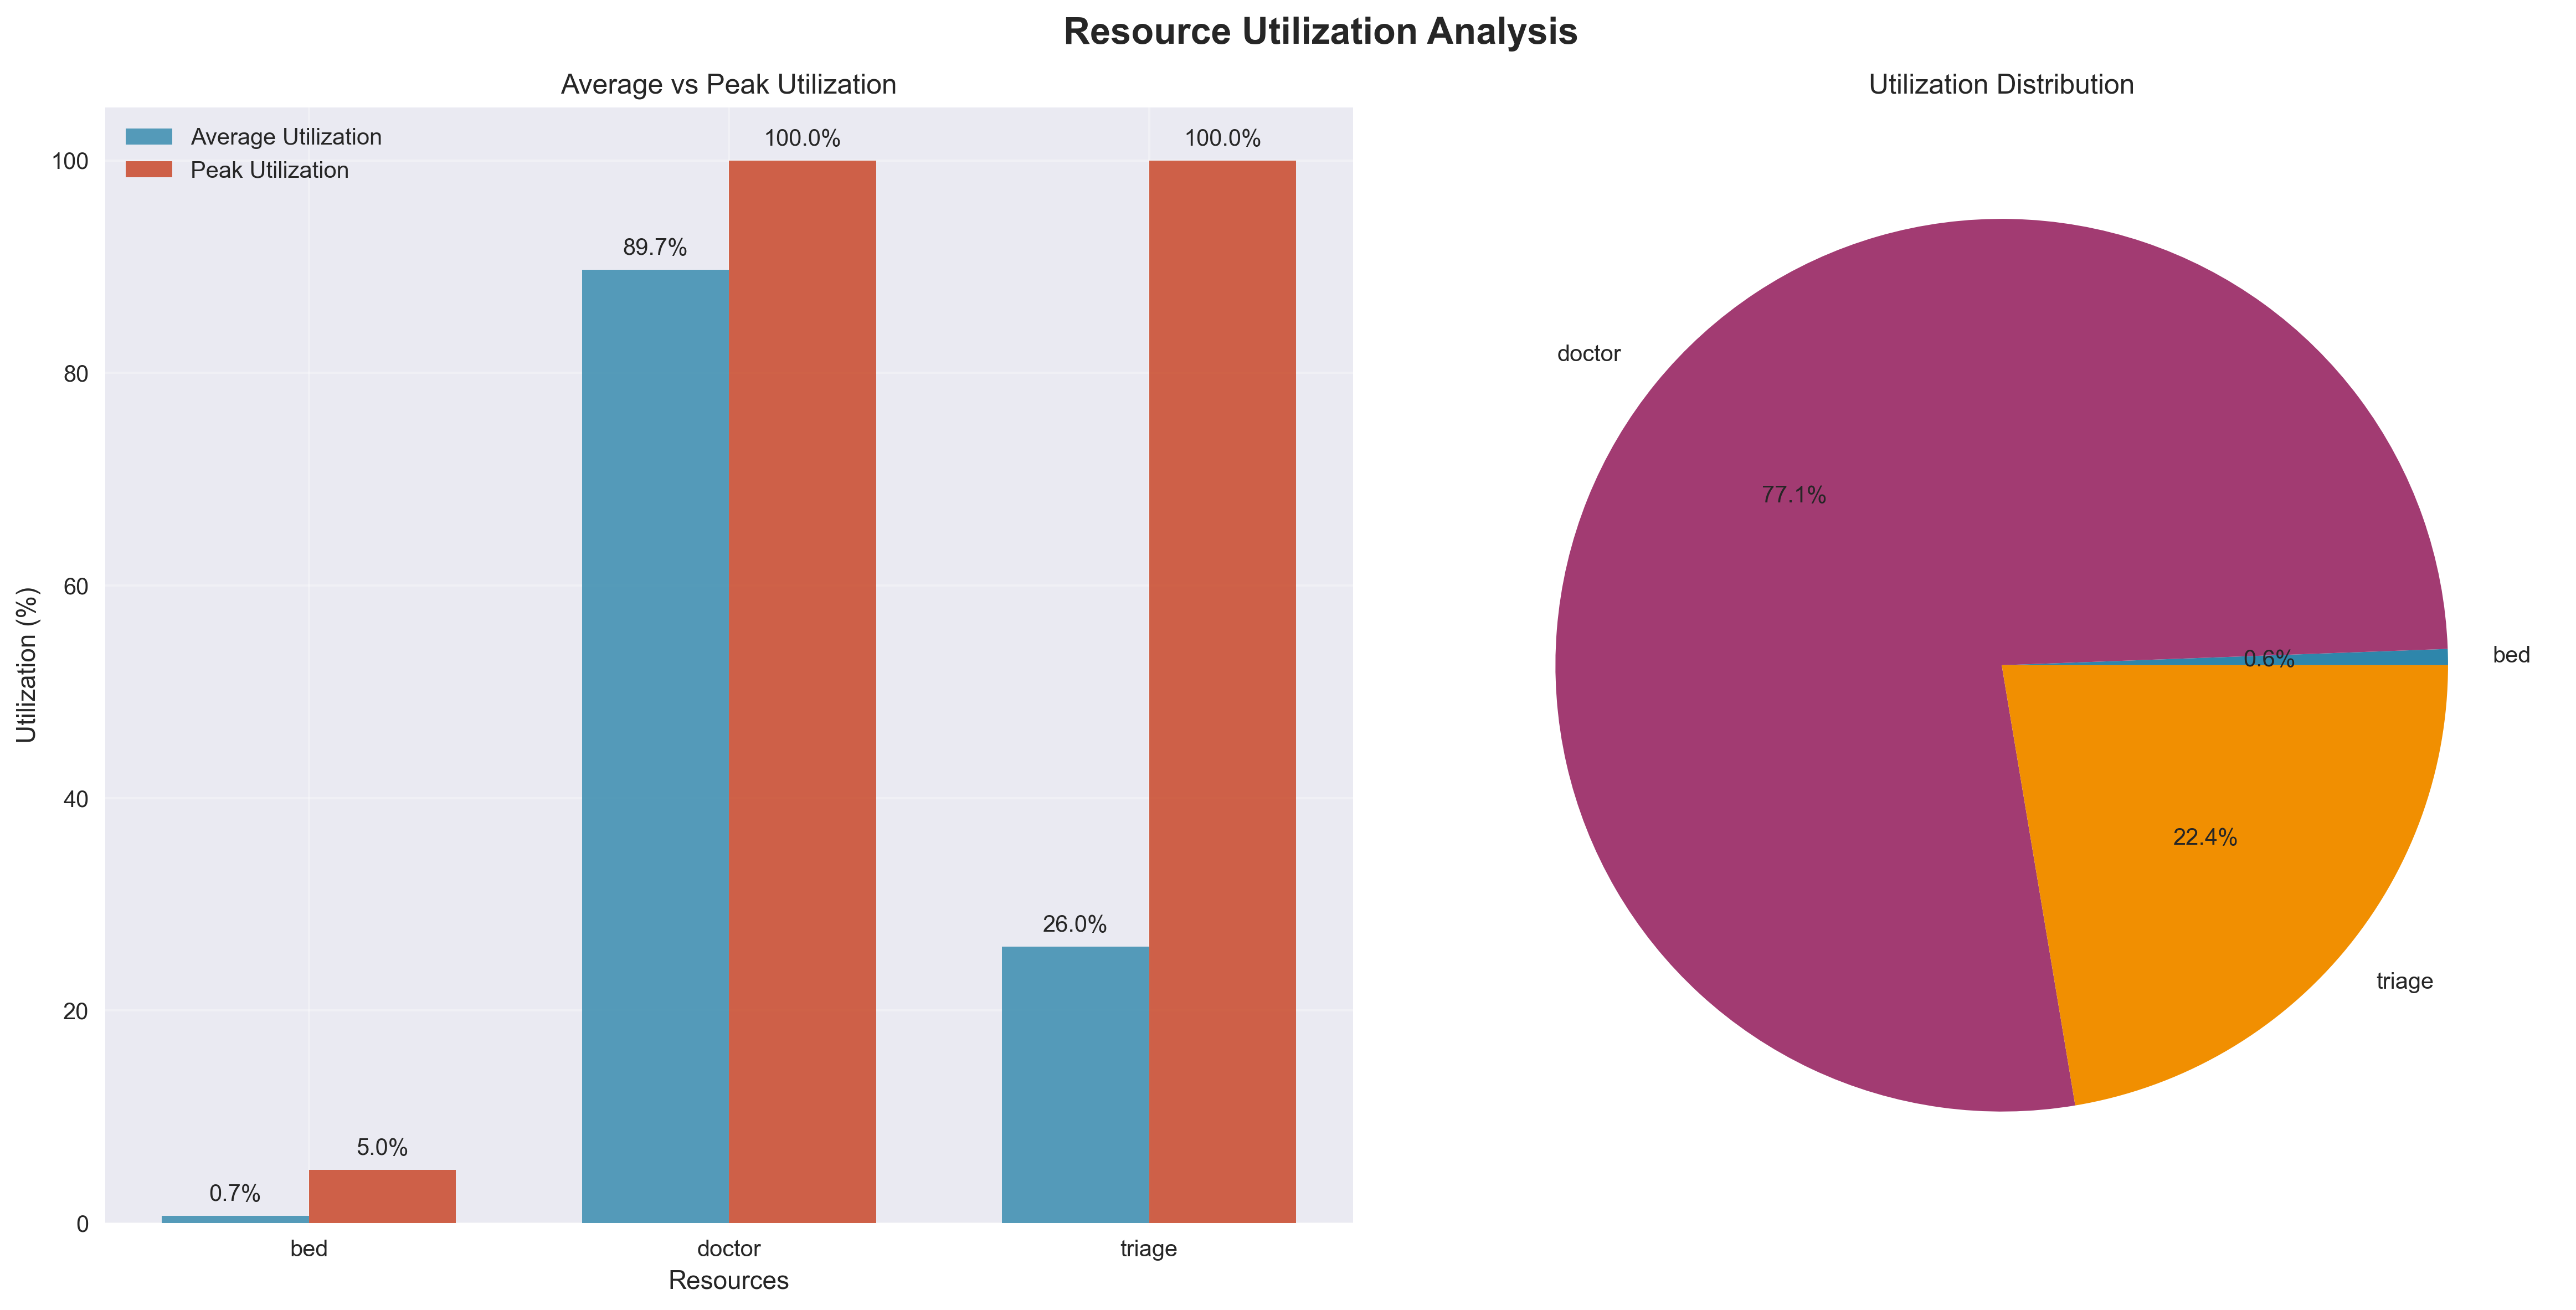 Resource Utilization Analysis
Average vs Peak Utilization
Average Utilization
Peak Utilization
100.0%
100.0%
89.7%
26.0%
5.0%
0.7%
100
80
60
40
20
0
Utilization (%)
bed
doctor
triage
Resources
Utilization Distribution
doctor
77.1%
0.6%
bed
22.4%
triage